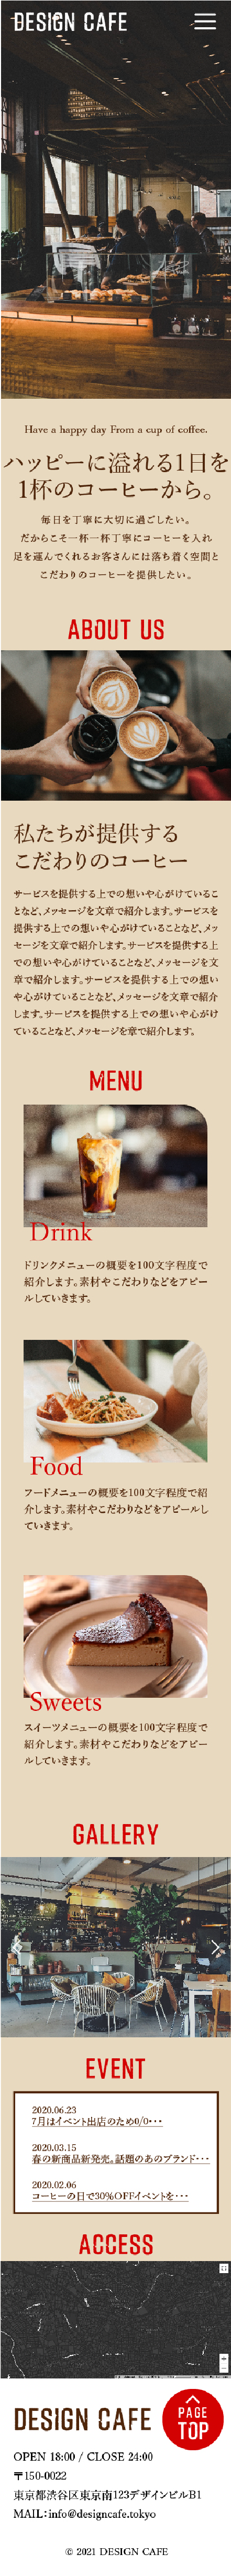 DESIGN CAFE
Have a happy day From a cup of coffee.
ハッピーに溢れる1日を
1杯のコーヒーから。
毎日を丁寧に大切に過ごしたい。
だからこそ一杯一杯丁寧にコーヒーを入れ
足を運んでくれるお客さんには落ち着く空間と
こだわりのコーヒーを提供したい。
ABOUT US
私たちが提供する
こだわりのコーヒー
サービスを提供する上での想いや心がけているこ
となど、メッセージを文章で紹介します。サービスを
提供する上での想いや心がけていることなど、メッ
セージを文章で紹介します。サービスを提供する上
での想いや心がけていることなど、メッセージを文
章で紹介します。サービスを提供する上での想い
や心がけていることなど、メッセージを文章で紹介
します。サービスを提供する上での想いや心がけ
ていることなど、メッセージを章で紹介します。
MENU
Drink
ドリンクメニューの概要を100文字程度で
紹介します。素材やこだわりなどをアピー
ルしていきます。
Food
フードメニューの概要を100文字程度で紹
介します。素材やこだわりなどをアピールし
ていきます。
Sweets
スイーツメニューの概要を100文字程度で
紹介します。素材やこだわりなどをアピー
ルしていきます。
GALLERY
EVENT
2020.06.23
7月はイベント出店のため0/0・・・
2020.03.15
春の新商品新発売。話題のあのブランド・・・
2020.02.06
コーヒーの日で30%OFFイベントを・・・
ACCESS
PAGE
TOP
DESIGN CAFE
OPEN 18:00 / CLOSE 24:00
〒150-0022
東京都渋谷区東京南123デザインビルB1
MAIL：info@designcafe.tokyo
© 2021 DESIGN CAFE